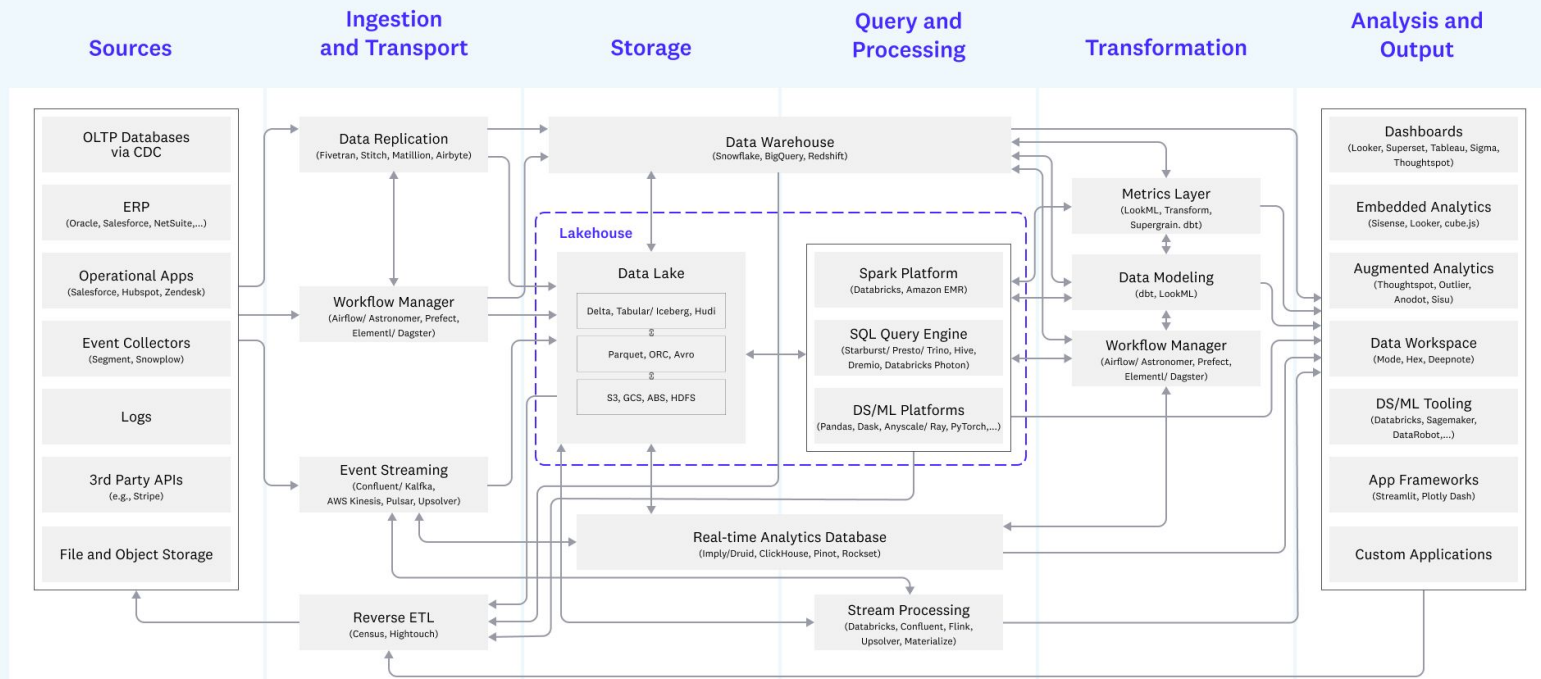 Sources
Ingestion
and Transport
Storage
Query and
Processing
Transformation
Analysis and
Output
OLTP Databases
via CDC
ERP
(Oracle, Salesforce, NetSuite,...)
Operational Apps
(Salesforce, Hubspot, Zendesk)
Event Collectors
(Segment, Snowplow)
Logs
3rd Party APIs
(e.g., Stripe)
File and Object Storage
Data Replication
(Fivetran, Stitch, Matillion, Airbyte)
Workflow Manager
(Airflow/ Astronomer, Prefect,
Elementl/ Dagster)
Event Streaming
(Confluent/ Kalfka,
AWS Kinesis, Pulsar, Upsolver)
Reverse ETL
(Census, Hightouch)
Data Warehouse
(Snowflake, BigQuery, Redshift)
Lakehouse
Data Lake
Delta, Tabular/ Iceberg, Hudi
Parquet, ORC, Avro
S3, GCS, ABS, HDFS
Spark Platform
(Databricks, Amazon EMR)
SQL Query Engine
(Starburst/ Presto/ Trino, Hive,
Dremio, Databricks Photon)
DS/ML Platforms
(Pandas, Dask, Anyscale/ Ray, PyTorch,...)
Real-time Analytics Database
(Imply/Druid, ClickHouse, Pinot, Rockset)
Stream Processing
(Databricks, Confluent, Flink,
Upsolver, Materialize)
Metrics Layer
(LookML, Transform,
Supergrain. dbt)
Data Modeling
(dbt, LookML)
Workflow Manager
(Airflow/ Astronomer, Prefect,
Elementl/ Dagster)
Dashboards
(Looker, Superset, Tableau, Sigma,
Thoughtspot)
Embedded Analytics
(Sisense, Looker, cube.js)
Augmented Analytics
(Thoughtspot, Outlier,
Anodot, Sisu)
Data Workspace
(Mode, Hex, Deepnote)
DS/ML Tooling
(Databricks, Sagemaker,
DataRobot,...)
App Frameworks
(Streamlit, Plotly Dash)
Custom Applications